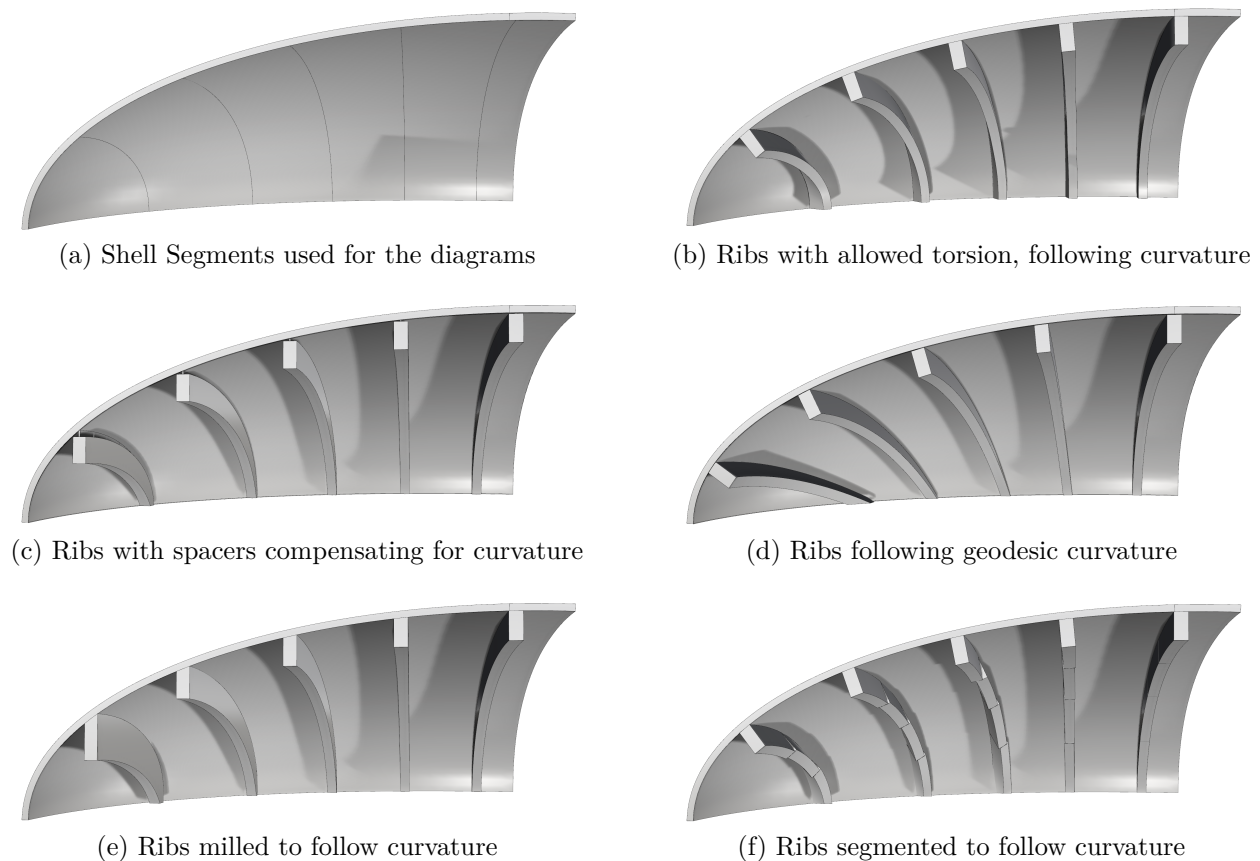 (a) Shell Segments used for the diagrams
(b) Ribs with allowed torsion, following curvature
(c) Ribs with spacers compensating for curvature
(d) Ribs following geodesic curvature
(e) Ribs milled to follow curvature
(f) Ribs segmented to follow curvature